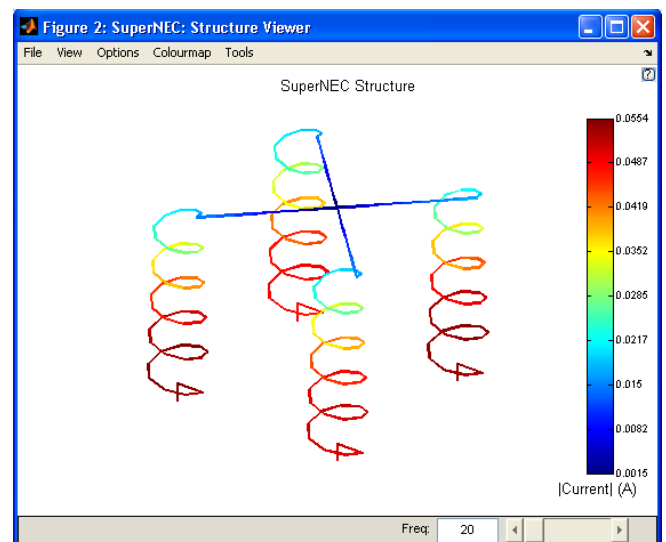 Figure 2: SuperNEC: Structure Viewer
File View Options Colourmap Tools
?
SuperNEC Structure
0.0554
0.0487
0.0419
0.0352
0.0285
0.0217
0.015
0.0082
0.0015
|Current| (A)
Freq: 20